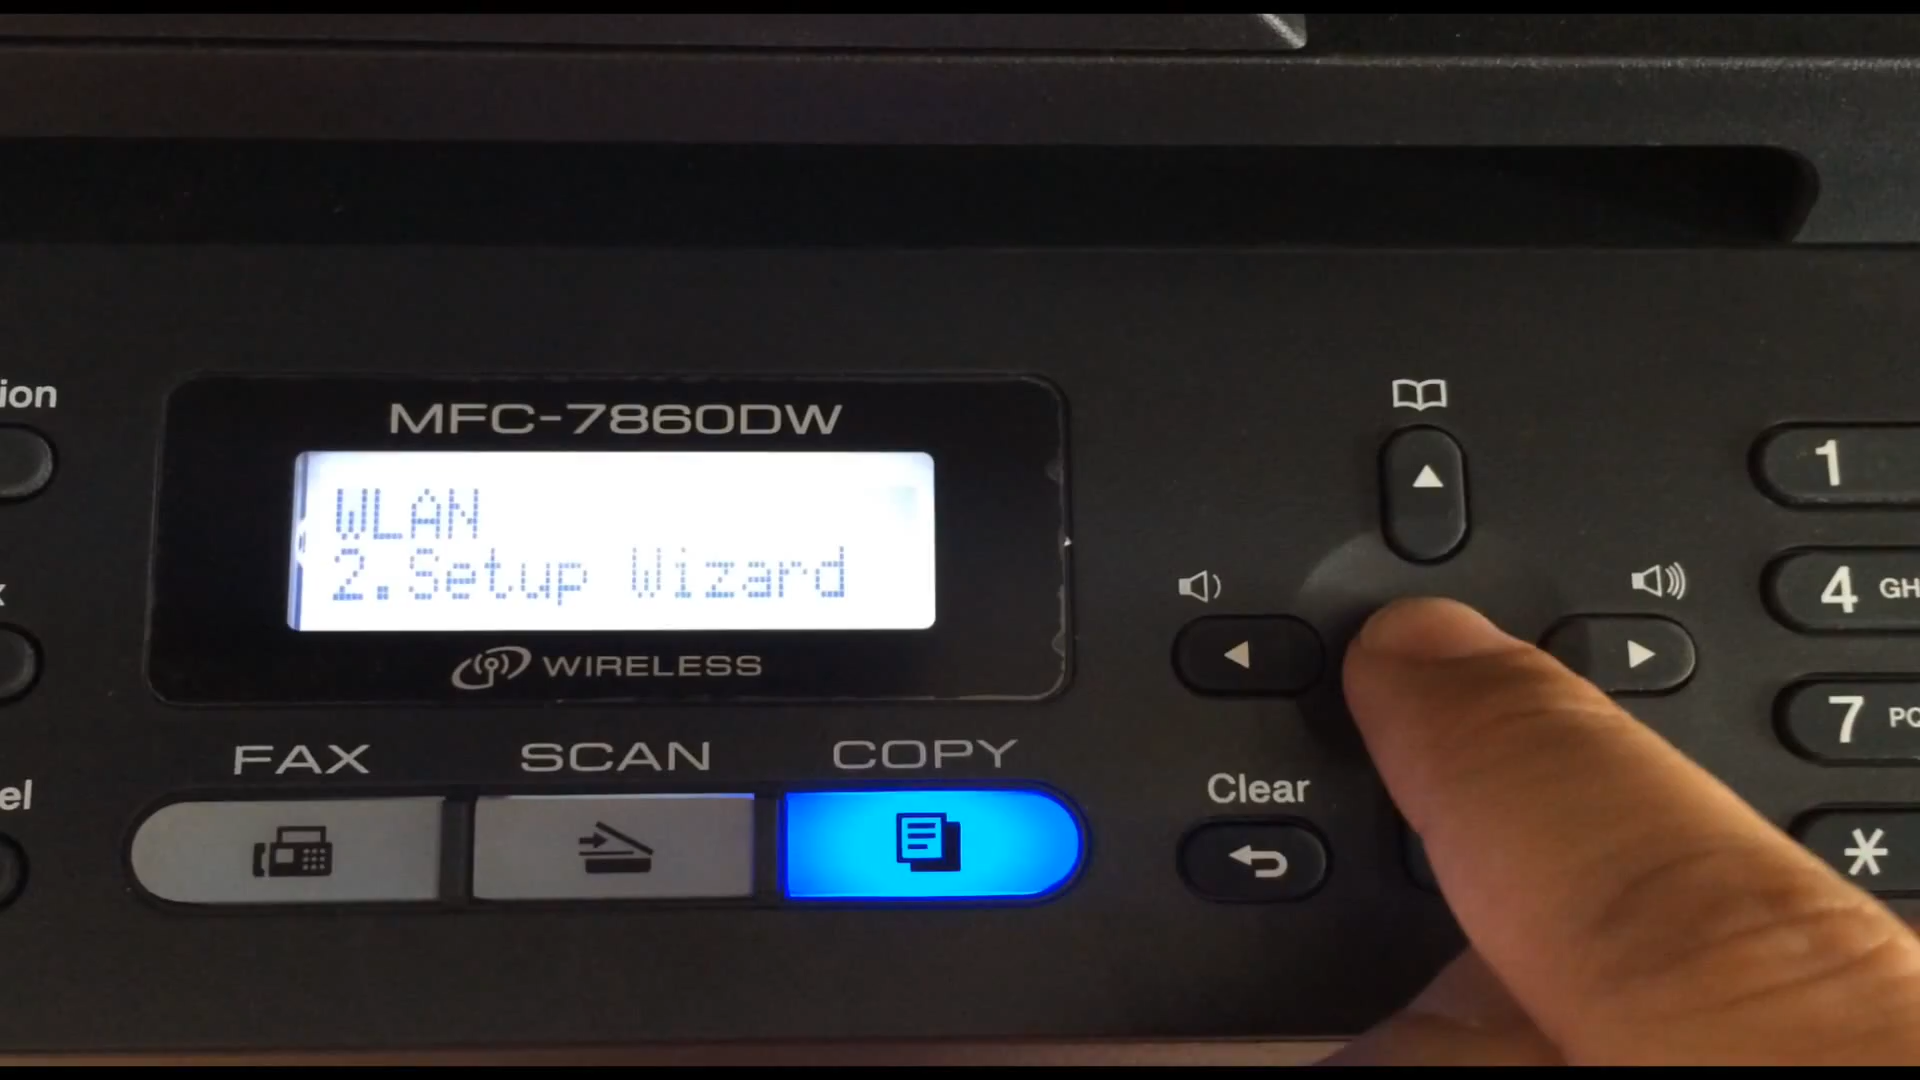 ion
MFC-7860DW
WLAN
2.Setup Wizard
WIRELESS
x
el
FAX
SCAN
COPY
Clear
1
4 GH
7 PQ
*